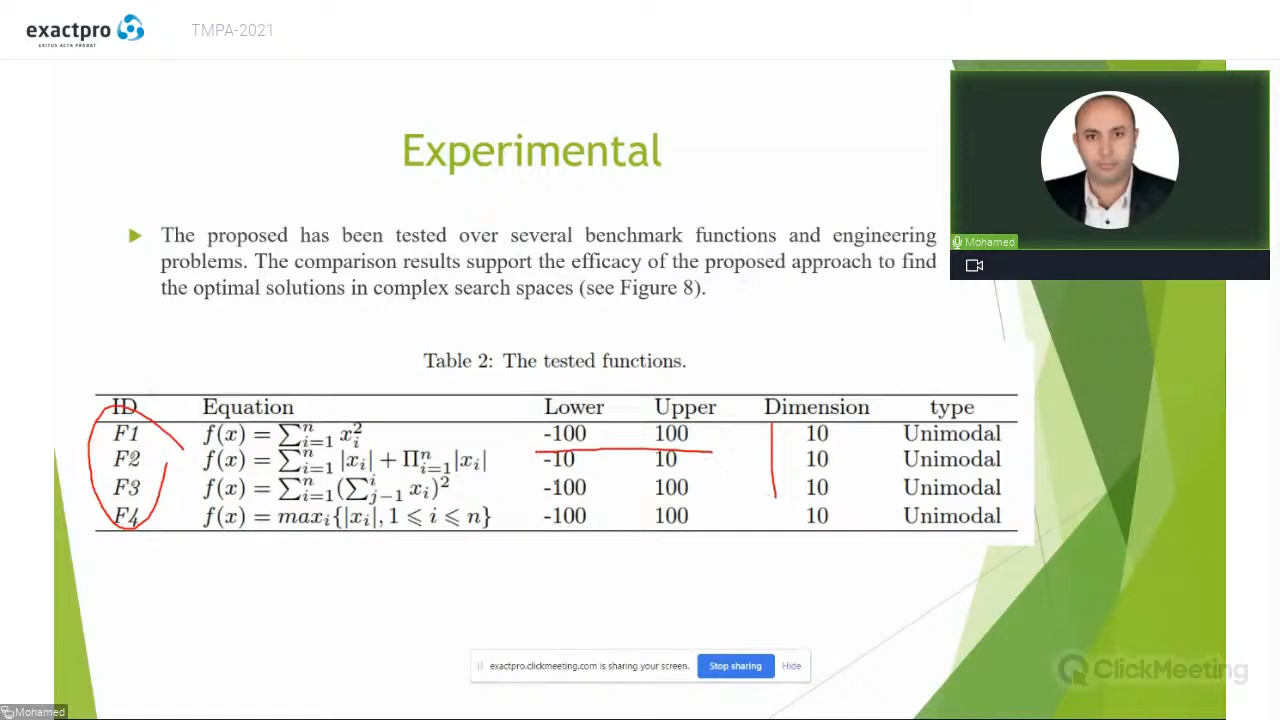 exactpro
EXITUS ACTA PROBAT
TMPA-2021
Mohamed
Experimental
The proposed has been tested over several benchmark functions and engineering
problems. The comparison results support the efficacy of the proposed approach to find
the optimal solutions in complex search spaces (see Figure 8).
Table 2: The tested functions.
ID Equation Lower Upper Dimension type
F1 f(x) = ∑ⁿᵢ₌₁ xᵢ² -100 100 10 Unimodal
F2 f(x) = ∑ⁿᵢ₌₁ |xᵢ| + Πⁿᵢ₌₁|xᵢ| -10 10 10 Unimodal
F3 f(x) = ∑ⁿᵢ₌₁(∑ⁱⱼ₋₁ xᵢ)² -100 100 10 Unimodal
F4 f(x) = maxᵢ{|xᵢ|, 1 ⩽ i ⩽ n} -100 100 10 Unimodal
exactpro.clickmeeting.com is sharing your screen. Stop sharing Hide
ClickMeeting
Mohamed